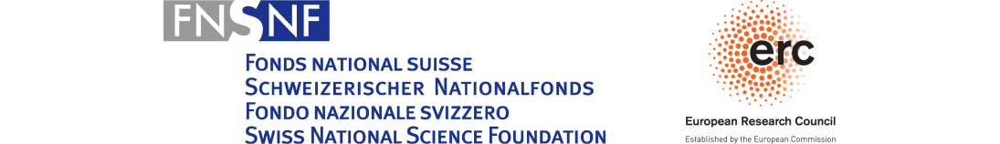 FNSNF
FONDS NATIONAL SUISSE
SCHWEIZERISCHER NATIONALFONDS
FONDO NAZIONALE SVIZZERO
SWISS NATIONAL SCIENCE FOUNDATION
erc
European Research Council
Established by the European Commission